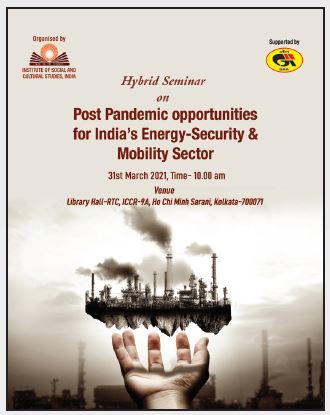 Organised by
INSTITUTE OF SOCIAL AND
CULTURAL STUDIES, INDIA
Supported by
Hybrid Seminar
on
Post Pandemic opportunities
for India's Energy-Security &
Mobility Sector
31st March 2021, Time- 10.00 am
Venue
Library Hall-RTC, ICCR-9A, Ho Chi Minh Sarani, Kolkata-700071